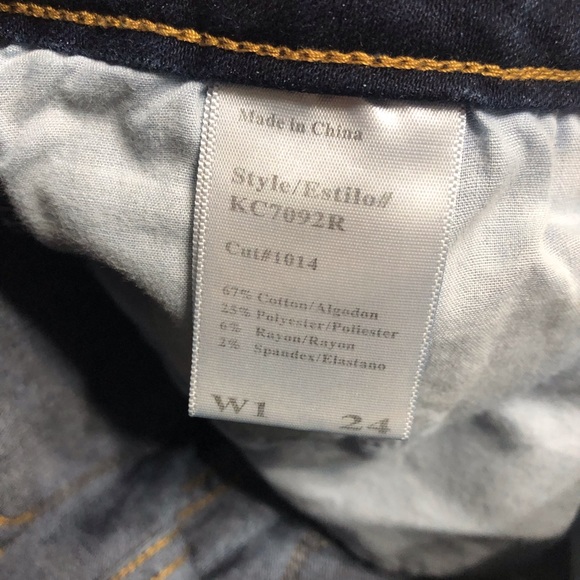 Made in China
Style/Estilo#
KC7092R
Cut#1014
67% Cotton/Algodon
25% Polyester/Poliester
6% Rayon/Rayon
2% Spandex/Elastano
W1 24